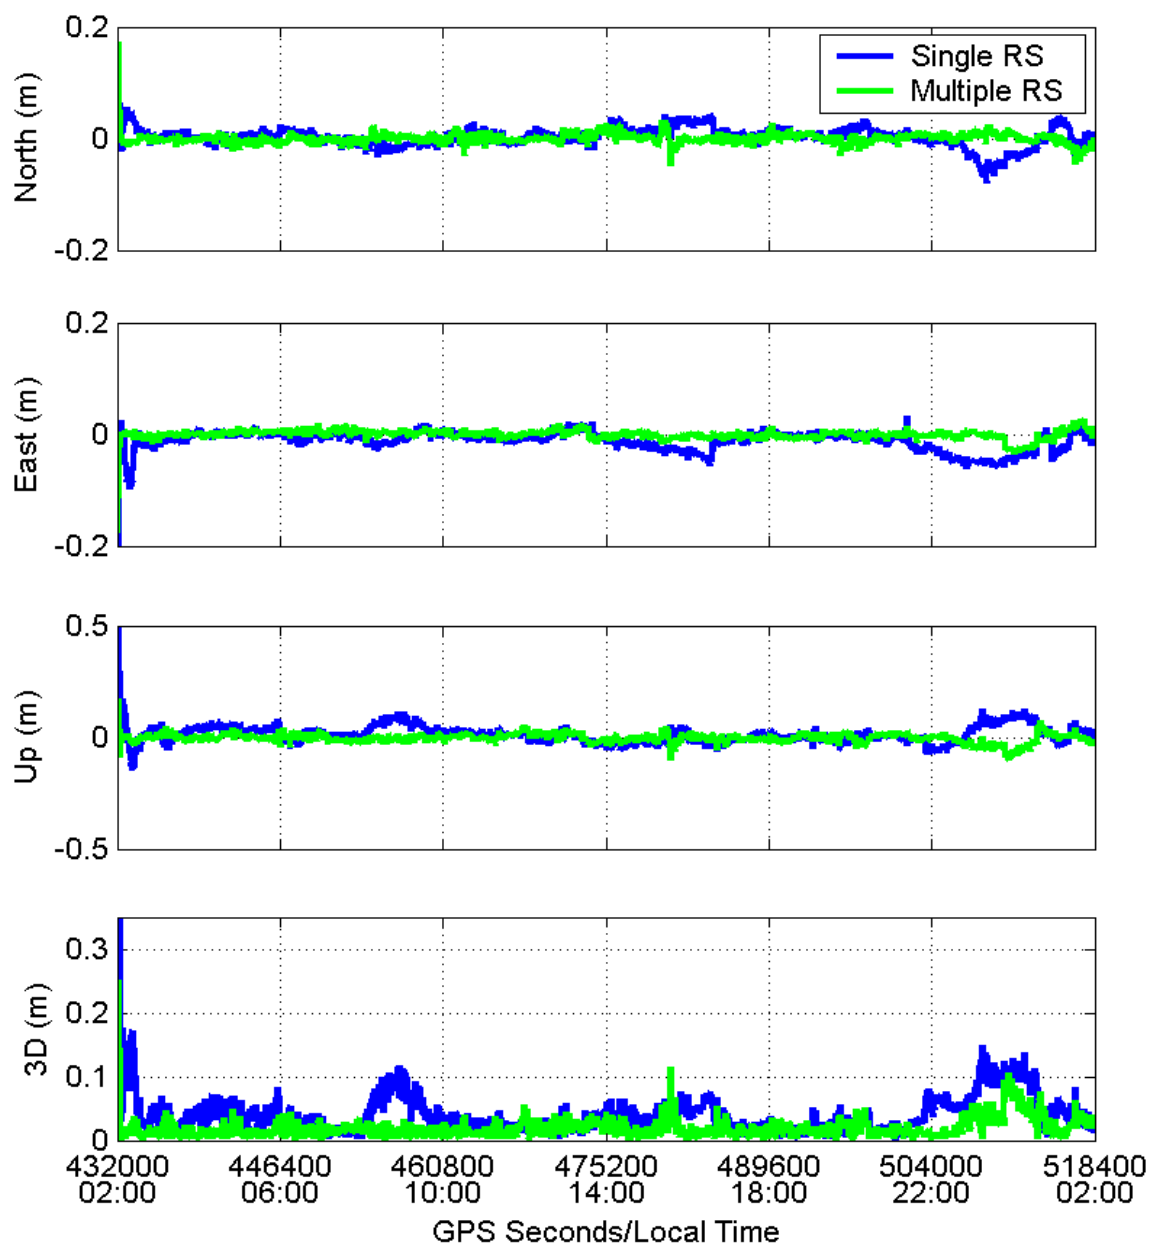 0.2
North (m)
0
-0.2
Single RS
Multiple RS
0.2
East (m)
0
-0.2
0.5
Up (m)
0
-0.5
0.3
0.2
3D (m)
0.1
0
432000 446400 460800 475200 489600 504000 518400
02:00 06:00 10:00 14:00 18:00 22:00 02:00
GPS Seconds/Local Time